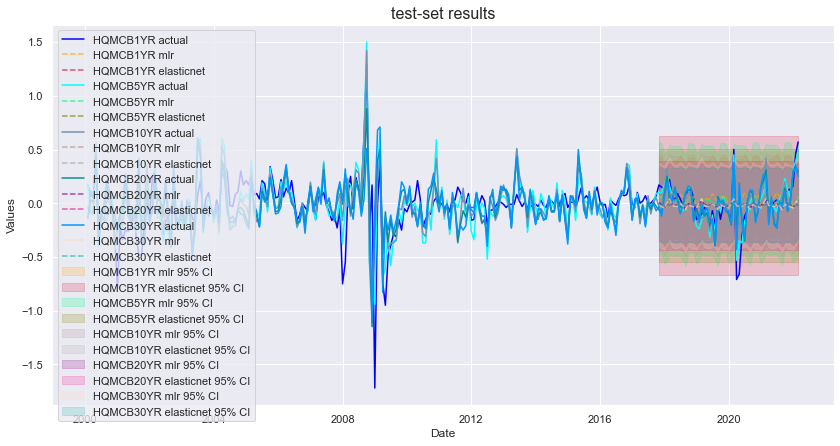 test-set results
1.5
1.0
0.5
0.0
−0.5
−1.0
−1.5
Values
HQMCB1YR actual
HQMCB1YR mlr
HQMCB1YR elasticnet
HQMCB5YR actual
HQMCB5YR mlr
HQMCB5YR elasticnet
HQMCB10YR actual
HQMCB10YR mlr
HQMCB10YR elasticnet
HQMCB20YR actual
HQMCB20YR mlr
HQMCB20YR elasticnet
HQMCB30YR actual
HQMCB30YR mlr
HQMCB30YR elasticnet
HQMCB1YR mlr 95% CI
HQMCB1YR elasticnet 95% CI
HQMCB5YR mlr 95% CI
HQMCB5YR elasticnet 95% CI
HQMCB10YR mlr 95% CI
HQMCB10YR elasticnet 95% CI
HQMCB20YR mlr 95% CI
HQMCB20YR elasticnet 95% CI
HQMCB30YR mlr 95% CI
HQMCB30YR elasticnet 95% CI
2000 2004 2008 2012 2016 2020
Date